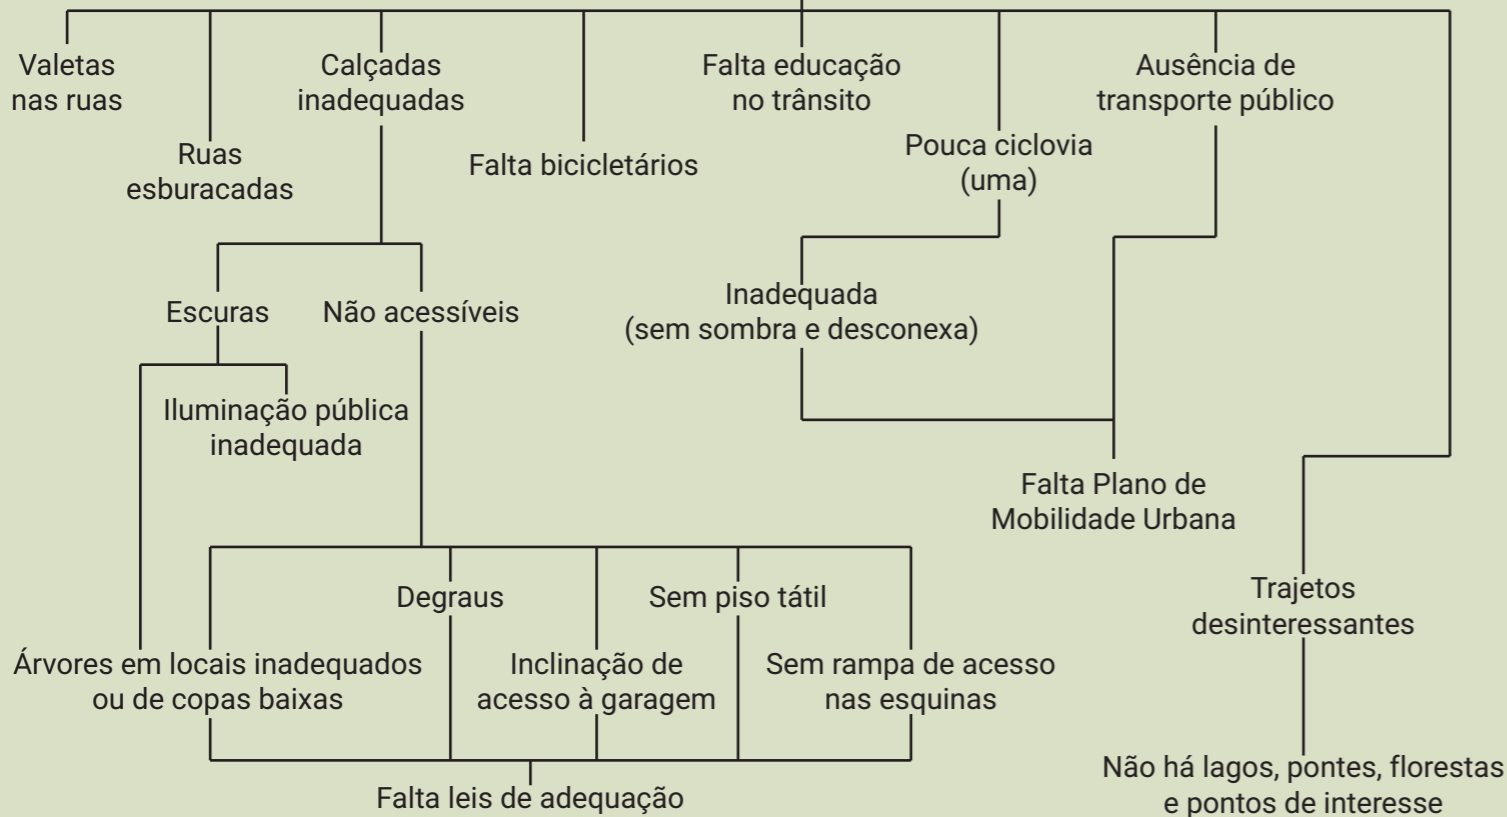 Valetas
nas ruas
Calçadas
inadequadas
Falta educação
no trânsito
Ausência de
transporte público
Ruas
esburacadas
Falta bicicletários
Pouca ciclovia
(uma)
Escuras
Não acessíveis
Inadequada
(sem sombra e desconexa)
Iluminação pública
inadequada
Falta Plano de
Mobilidade Urbana
Degraus
Sem piso tátil
Trajetos
desinteressantes
Árvores em locais inadequados
ou de copas baixas
Inclinação de
acesso à garagem
Sem rampa de acesso
nas esquinas
Não há lagos, pontes, florestas
e pontos de interesse
Falta leis de adequação